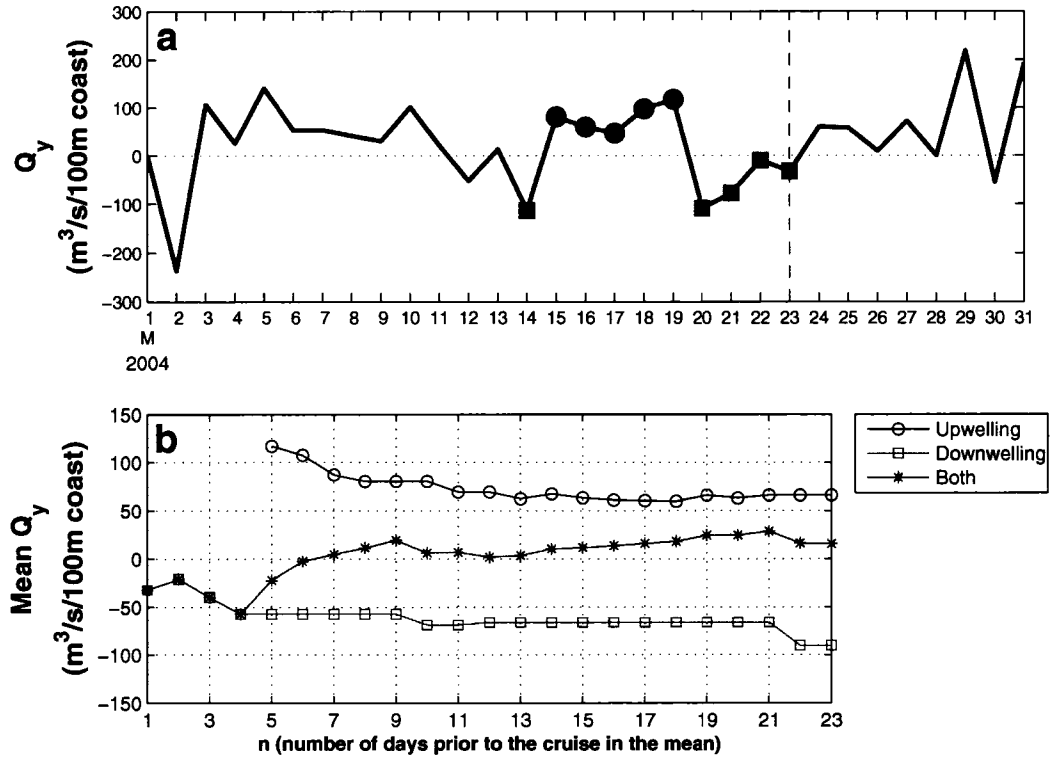 a
300
200
100
0
−100
−200
−300
Q_y
(m^3/s/100m coast)
1 2 3 4 5 6 7 8 9 10 11 12 13 14 15 16 17 18 19 20 21 22 23 24 25 26 27 28 29 30 31
M
2004
b
150
100
50
0
−50
−100
−150
Mean Q_y
(m^3/s/100m coast)
1 3 5 7 9 11 13 15 17 19 21 23
n (number of days prior to the cruise in the mean)
Upwelling
Downwelling
Both